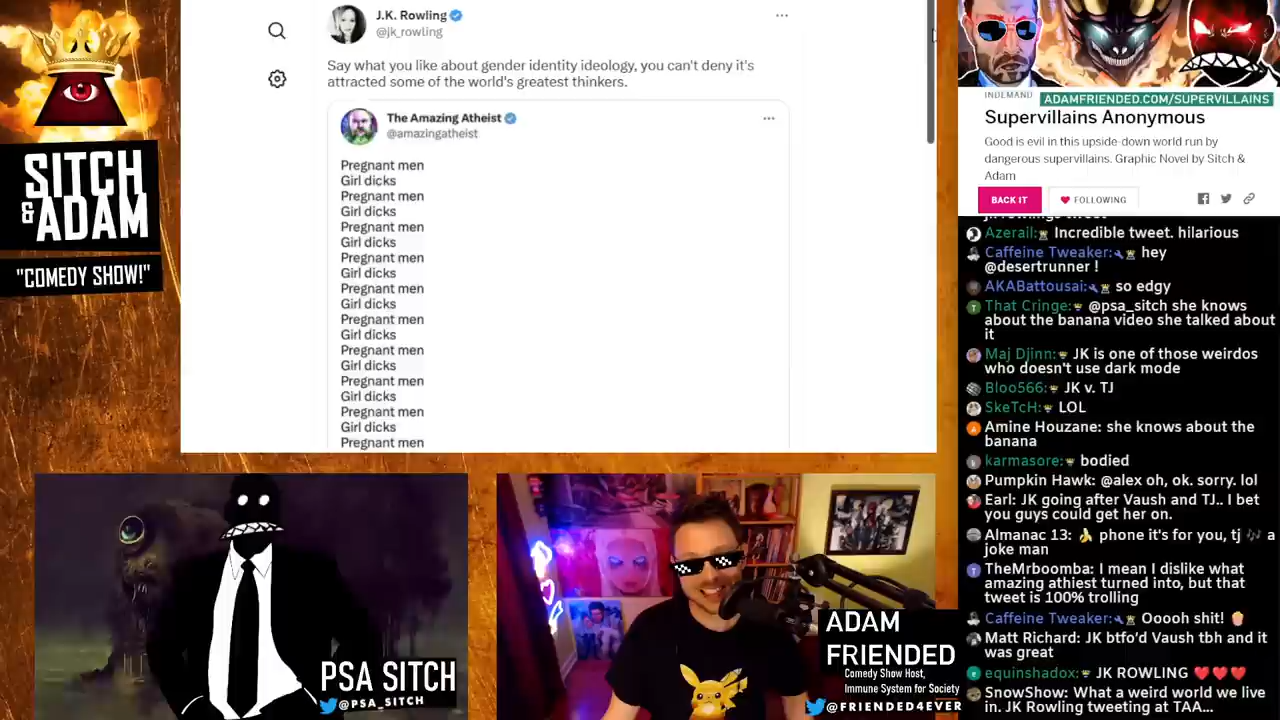 SITCH
& ADAM
"COMEDY SHOW!"
J.K. Rowling
@jk_rowling
Say what you like about gender identity ideology, you can't deny it's
attracted some of the world's greatest thinkers.
The Amazing Atheist
@amazingatheist
Pregnant men
Girl dicks
Pregnant men
Girl dicks
Pregnant men
Girl dicks
Pregnant men
Girl dicks
Pregnant men
Girl dicks
Pregnant men
Girl dicks
Pregnant men
Girl dicks
Pregnant men
Girl dicks
Pregnant men
Girl dicks
Pregnant men
INDEMAND
ADAMFRIENDED.COM/SUPERVILLAINS
Supervillains Anonymous
Good is evil in this upside-down world run by
dangerous supervillains. Graphic Novel by Sitch &
Adam
BACK IT
FOLLOWING
jk rowlings tweet
Azerail: Incredible tweet. hilarious
Caffeine Tweaker: hey
@desertrunner !
AKABattousai: so edgy
That Cringe: @psa_sitch she knows
about the banana video she talked about
it
Maj Djinn: JK is one of those weirdos
who doesn't use dark mode
Bloo566: JK v. TJ
SkeTcH: LOL
Amine Houzane: she knows about the
banana
karmasore: bodied
Pumpkin Hawk: @alex oh, ok. sorry. lol
Earl: JK going after Vaush and TJ.. I bet
you guys could get her on.
Almanac 13: 🍌 phone it's for you, tj 🎶 a
joke man
TheMrboomba: I mean I dislike what
amazing athiest turned into, but that
tweet is 100% trolling
Caffeine Tweaker: Ooooh shit! 🍿
Matt Richard: JK btfo'd Vaush tbh and it
was great
equinshadox: JK ROWLING ❤❤❤
SnowShow: What a weird world we live
in. JK Rowling tweeting at TAA...
PSA SITCH
@PSA_SITCH
ADAM
FRIENDED
Comedy Show Host,
Immune System for Society
@FRIENDED4EVER